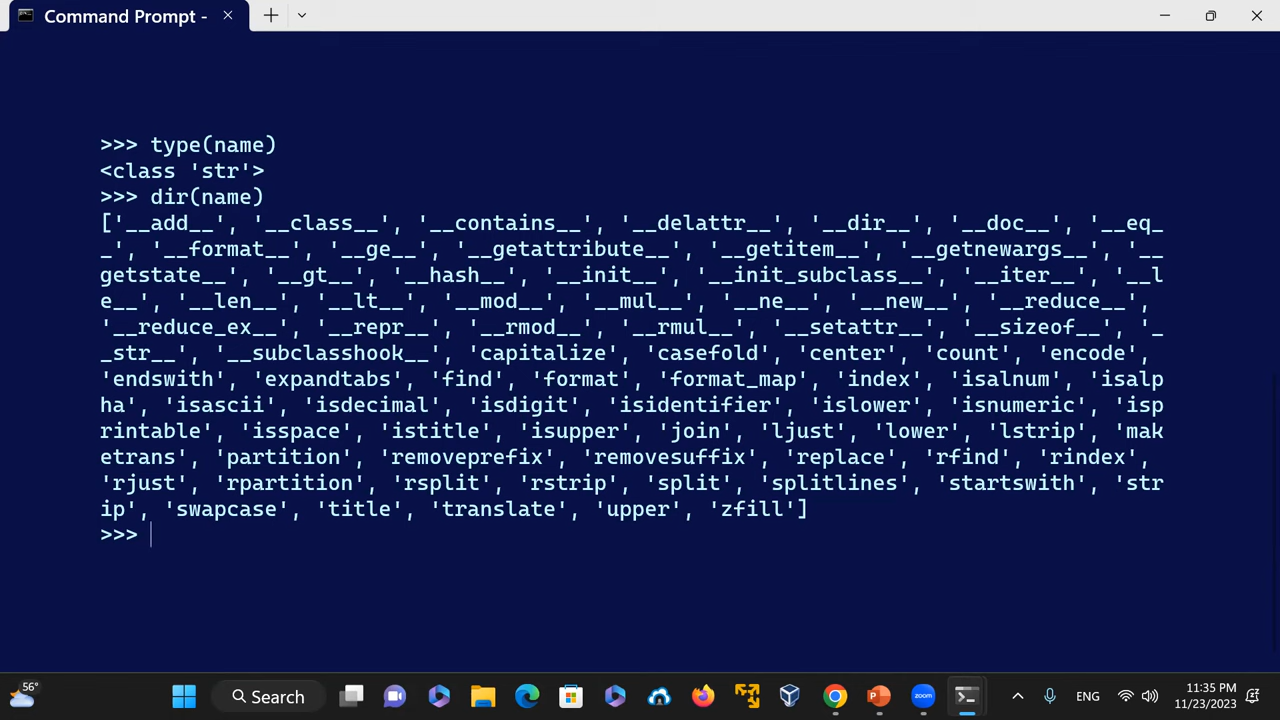 Command Prompt -
>>> type(name)
<class 'str'>
>>> dir(name)
['__add__', '__class__', '__contains__', '__delattr__', '__dir__', '__doc__', '__eq_
_', '__format__', '__ge__', '__getattribute__', '__getitem__', '__getnewargs__', '__
getstate__', '__gt__', '__hash__', '__init__', '__init_subclass__', '__iter__', '__l
e__', '__len__', '__lt__', '__mod__', '__mul__', '__ne__', '__new__', '__reduce__',
'__reduce_ex__', '__repr__', '__rmod__', '__rmul__', '__setattr__', '__sizeof__', '_
_str__', '__subclasshook__', 'capitalize', 'casefold', 'center', 'count', 'encode',
'endswith', 'expandtabs', 'find', 'format', 'format_map', 'index', 'isalnum', 'isalp
ha', 'isascii', 'isdecimal', 'isdigit', 'isidentifier', 'islower', 'isnumeric', 'isp
rintable', 'isspace', 'istitle', 'isupper', 'join', 'ljust', 'lower', 'lstrip', 'mak
etrans', 'partition', 'removeprefix', 'removesuffix', 'replace', 'rfind', 'rindex',
'rjust', 'rpartition', 'rsplit', 'rstrip', 'split', 'splitlines', 'startswith', 'str
ip', 'swapcase', 'title', 'translate', 'upper', 'zfill']
>>>
56°
Search
zoom
ENG
11:35 PM
11/23/2023